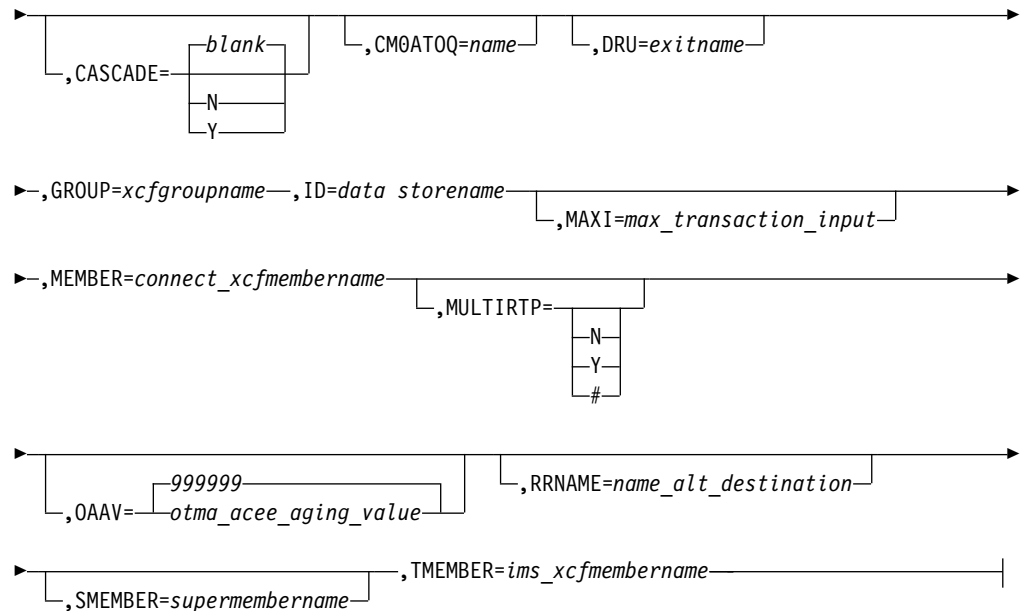 blank
,CASCADE=
N
Y
,CM0ATOQ=name
,DRU=exitname
,GROUP=xcfgroupname
,ID=data storename
,MAXI=max_transaction_input
,MEMBER=connect_xcfmembername
,MULTIRTP=
N
Y
#
,OAAV=
999999
otma_acee_aging_value
,RRNAME=name_alt_destination
,SMEMBER=supermembername
,TMEMBER=ims_xcfmembername